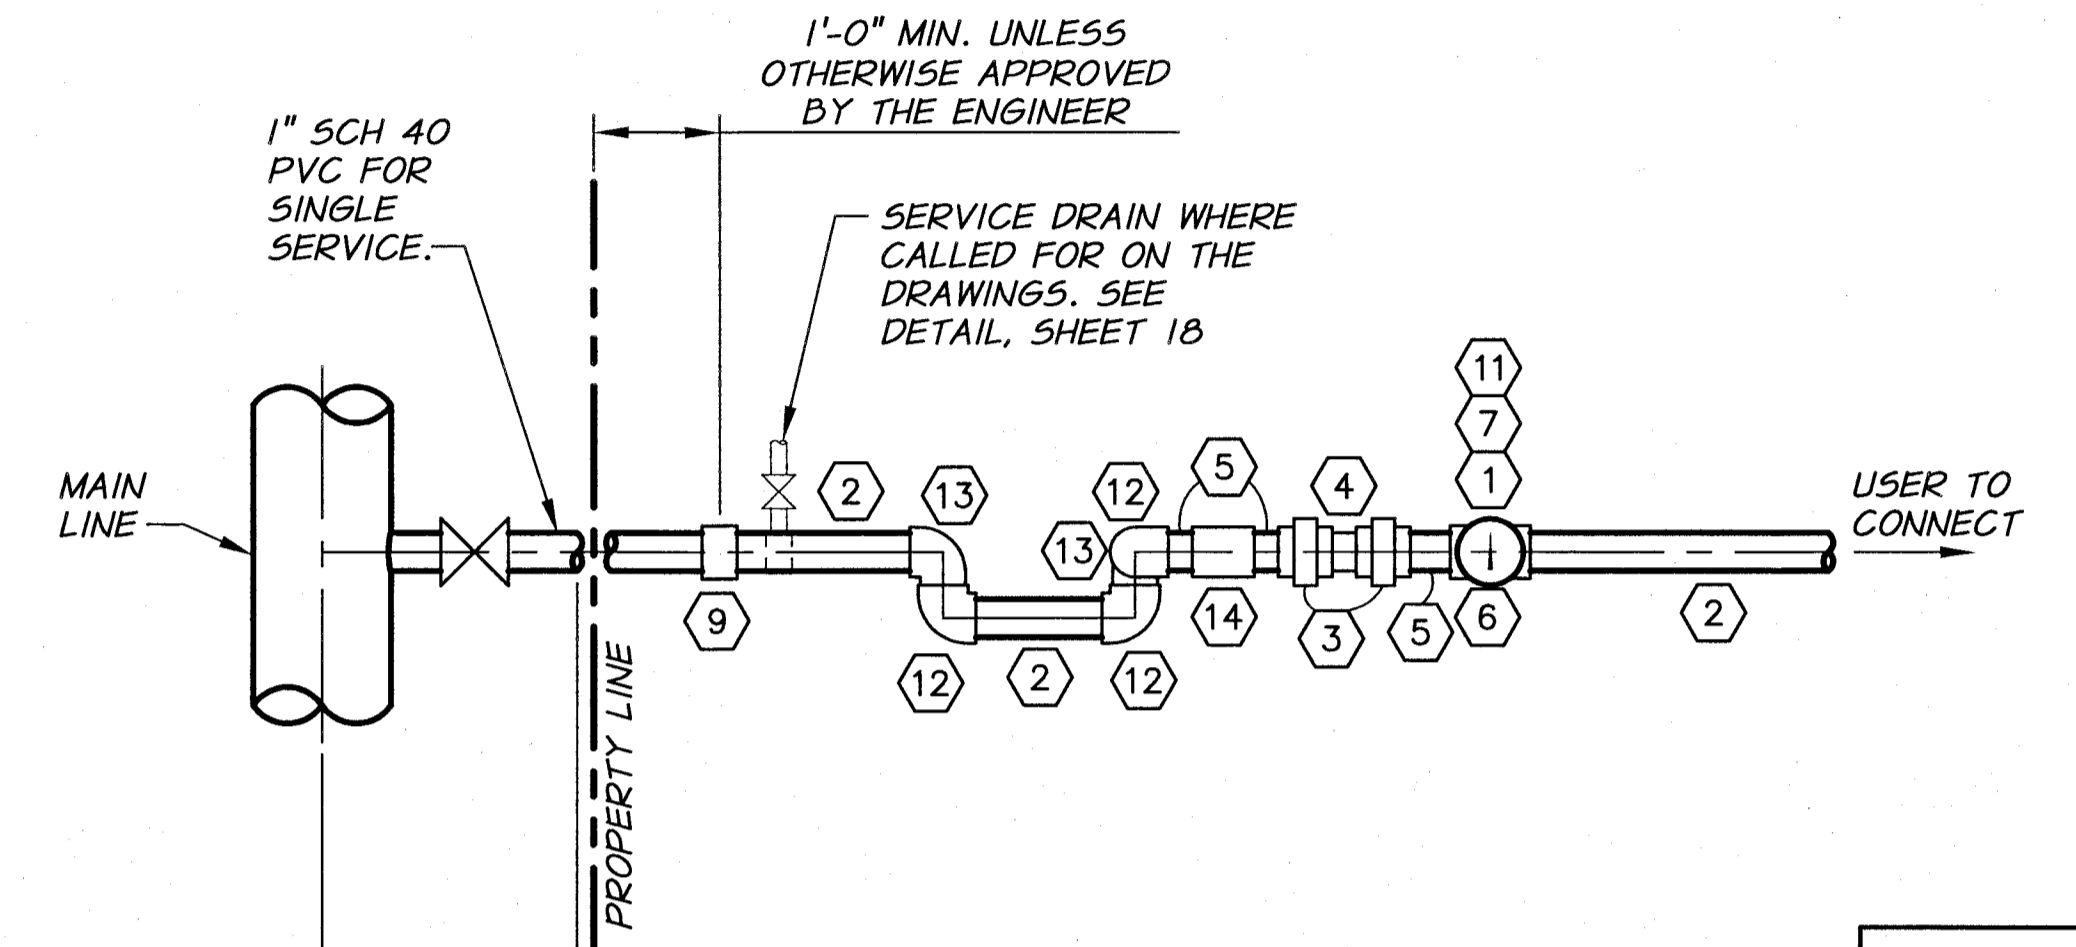 1'-0" MIN. UNLESS
OTHERWISE APPROVED
BY THE ENGINEER
1" SCH 40
PVC FOR
SINGLE
SERVICE.
SERVICE DRAIN WHERE
CALLED FOR ON THE
DRAWINGS. SEE
DETAIL, SHEET 18
MAIN
LINE
11
7
1
5
4
2
13
12
USER TO
CONNECT
13
9
14
3
5
6
2
12
2
12
PROPERTY LINE